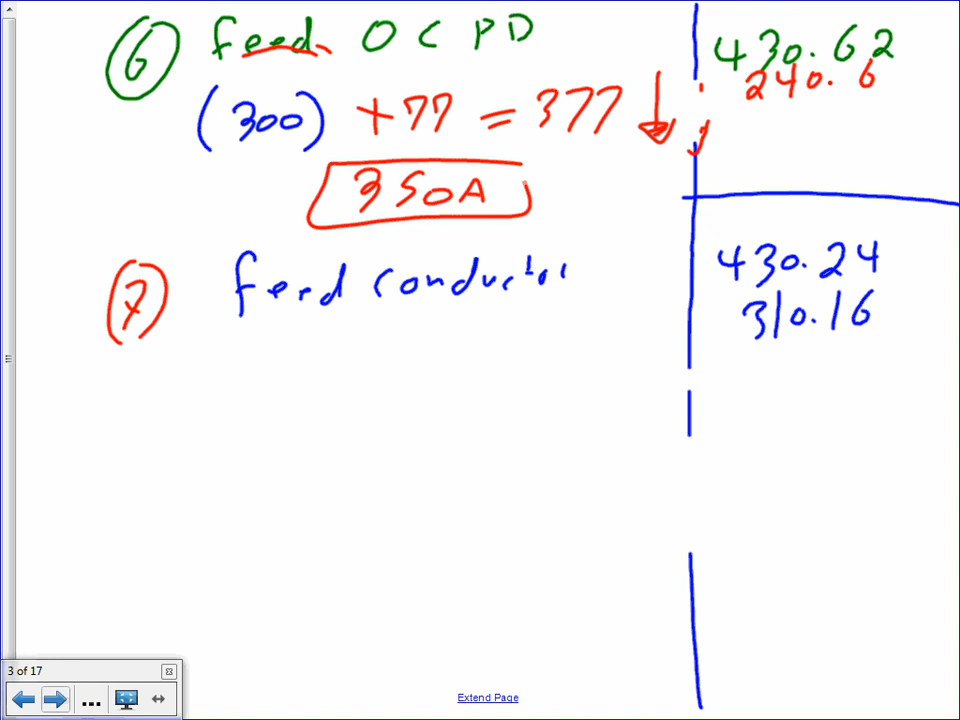 6 feed OCPD 430.62
240.6
(300) +77 = 377
350A
7 feed conductor 430.24
310.16
3 of 17
...
Extend Page